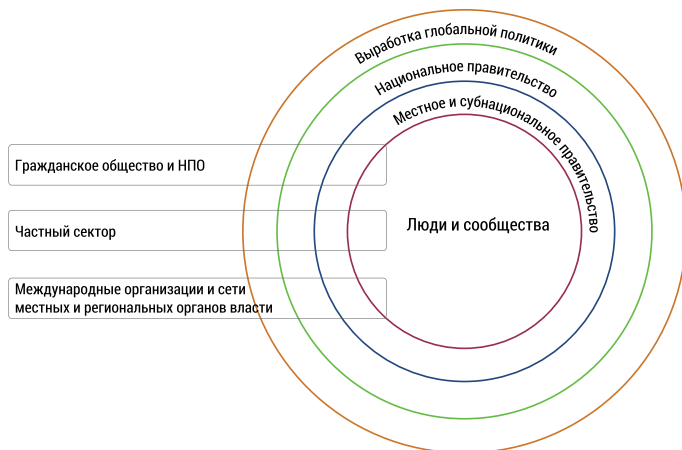 Выработка глобальной политики
Национальное правительство
Местное и субнациональное правительство
Гражданское общество и НПО
Люди и сообщества
Частный сектор
Международные организации и сети
местных и региональных органов власти